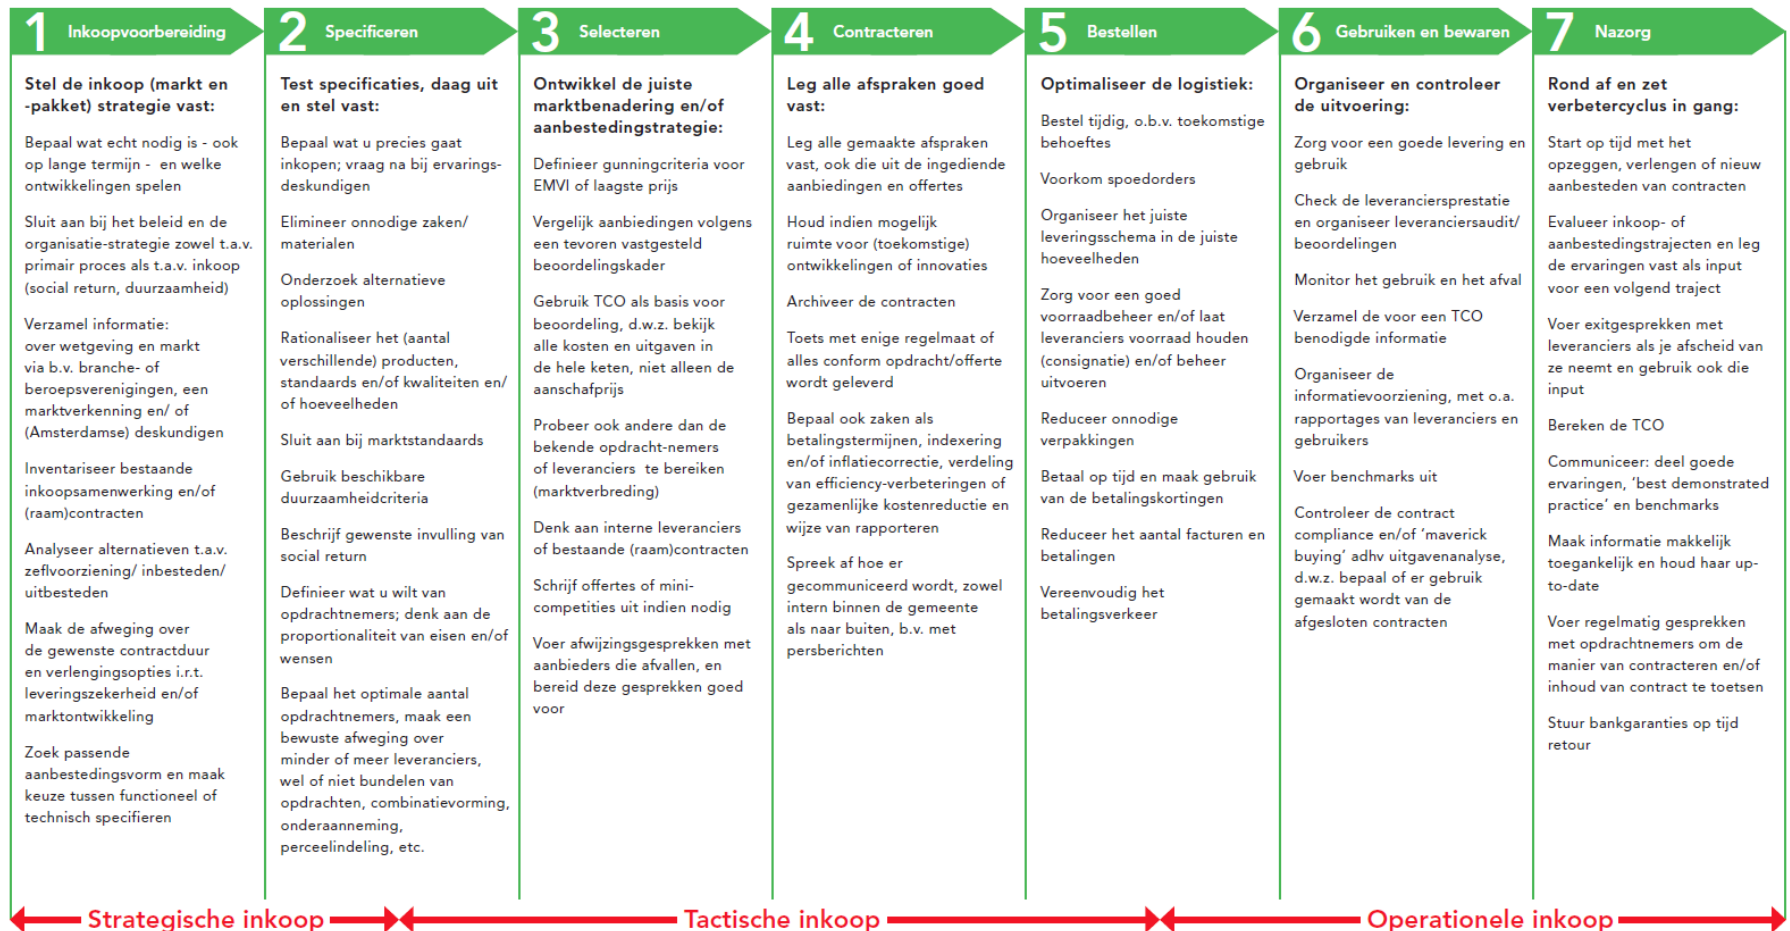 1 Inkoopvoorbereiding
Stel de inkoop (markt en
-pakket) strategie vast:
Bepaal wat echt nodig is - ook
op lange termijn - en welke
ontwikkelingen spelen
Sluit aan bij het beleid en de
organisatie-strategie zowel t.a.v.
primair proces als t.a.v. inkoop
(social return, duurzaamheid)
Verzamel informatie:
over wetgeving en markt
via b.v. branche- of
beroepsverenigingen, een
marktverkenning en/ of
(Amsterdamse) deskundigen
Inventariseer bestaande
inkoopsamenwerking en/of
(raam)contracten
Analyseer alternatieven t.a.v.
zeflvoorziening/ inbesteden/
uitbesteden
Maak de afweging over
de gewenste contractduur
en verlengingsopties i.r.t.
leveringszekerheid en/of
marktontwikkeling
Zoek passende
aanbestedingsvorm en maak
keuze tussen functioneel of
technisch specifieren
2 Specificeren
Test specificaties, daag uit
en stel vast:
Bepaal wat u precies gaat
inkopen; vraag na bij ervarings-
deskundigen
Elimineer onnodige zaken/
materialen
Onderzoek alternatieve
oplossingen
Rationaliseer het (aantal
verschillende) producten,
standaards en/of kwaliteiten en/
of hoeveelheden
Sluit aan bij marktstandaards
Gebruik beschikbare
duurzaamheidcriteria
Beschrijf gewenste invulling van
social return
Definieer wat u wilt van
opdrachtnemers; denk aan de
proportionaliteit van eisen en/of
wensen
Bepaal het optimale aantal
opdrachtnemers, maak een
bewuste afweging over
minder of meer leveranciers,
wel of niet bundelen van
opdrachten, combinatievorming,
onderaanneming,
perceelindeling, etc.
3 Selecteren
Ontwikkel de juiste
marktbenadering en/of
aanbestedingstrategie:
Definieer gunningcriteria voor
EMVI of laagste prijs
Vergelijk aanbiedingen volgens
een tevoren vastgesteld
beoordelingskader
Gebruik TCO als basis voor
beoordeling, d.w.z. bekijk
alle kosten en uitgaven in
de hele keten, niet alleen de
aanschafprijs
Probeer ook andere dan de
bekende opdracht-nemers
of leveranciers te bereiken
(marktverbreding)
Denk aan interne leveranciers
of bestaande (raam)contracten
Schrijf offertes of mini-
competities uit indien nodig
Voer afwijzingsgesprekken met
aanbieders die afvallen, en
bereid deze gesprekken goed
voor
4 Contracteren
Leg alle afspraken goed
vast:
Leg alle gemaakte afspraken
vast, ook die uit de ingediende
aanbiedingen en offertes
Houd indien mogelijk
ruimte voor (toekomstige)
ontwikkelingen of innovaties
Archiveer de contracten
Toets met enige regelmaat of
alles conform opdracht/offerte
wordt geleverd
Bepaal ook zaken als
betalingstermijnen, indexering
en/of inflatiecorrectie, verdeling
van efficiency-verbeteringen of
gezamenlijke kostenreductie en
wijze van rapporteren
Spreek af hoe er
gecommuniceerd wordt, zowel
intern binnen de gemeente
als naar buiten, b.v. met
persberichten
5 Bestellen
Optimaliseer de logistiek:
Bestel tijdig, o.b.v. toekomstige
behoeftes
Voorkom spoedorders
Organiseer het juiste
leveringsschema in de juiste
hoeveelheden
Zorg voor een goed
voorraadbeheer en/of laat
leveranciers voorraad houden
(consignatie) en/of beheer
uitvoeren
Reduceer onnodige
verpakkingen
Betaal op tijd en maak gebruik
van de betalingskortingen
Reduceer het aantal facturen en
betalingen
Vereenvoudig het
betalingsverkeer
6 Gebruiken en bewaren
Organiseer en controleer
de uitvoering:
Zorg voor een goede levering en
gebruik
Check de leveranciersprestatie
en organiseer leveranciersaudit/
beoordelingen
Monitor het gebruik en het afval
Verzamel de voor een TCO
benodigde informatie
Organiseer de
informatievoorziening, met o.a.
rapportages van leveranciers en
gebruikers
Voer benchmarks uit
Controleer de contract
compliance en/of ‘maverick
buying’ adhv uitgavenanalyse,
d.w.z. bepaal of er gebruik
gemaakt wordt van de
afgesloten contracten
7 Nazorg
Rond af en zet
verbetercyclus in gang:
Start op tijd met het
opzeggen, verlengen of nieuw
aanbesteden van contracten
Evalueer inkoop- of
aanbestedingstrajecten en leg
de ervaringen vast als input
voor een volgend traject
Voer exitgesprekken met
leveranciers als je afscheid van
ze neemt en gebruik ook die
input
Bereken de TCO
Communiceer: deel goede
ervaringen, ‘best demonstrated
practice’ en benchmarks
Maak informatie makkelijk
toegankelijk en houd haar up-
to-date
Voer regelmatig gesprekken
met opdrachtnemers om de
manier van contracteren en/of
inhoud van contract te toetsen
Stuur bankgaranties op tijd
retour
Strategische inkoop
Tactische inkoop
Operationele inkoop